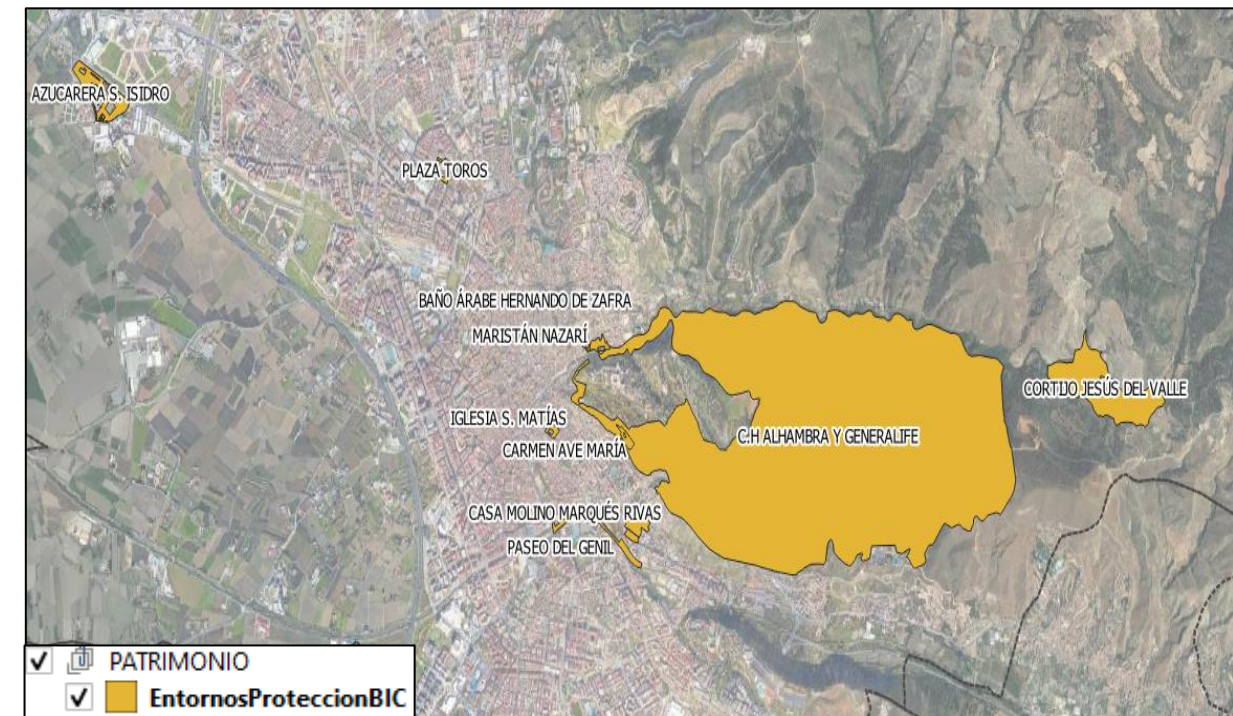 AZUCARERA S. ISIDRO
PLAZA TOROS
BAÑO ÁRABE HERNANDO DE ZAFRA
MARISTÁN NAZARÍ
CORTIJO JESÚS DEL VALLE
IGLESIA S. MATÍAS
C.H ALHAMBRA Y GENERALIFE
CARMEN AVE MARÍA
CASA MOLINO MARQUÉS RIVAS
PASEO DEL GENIL
PATRIMONIO
EntornosProteccionBIC